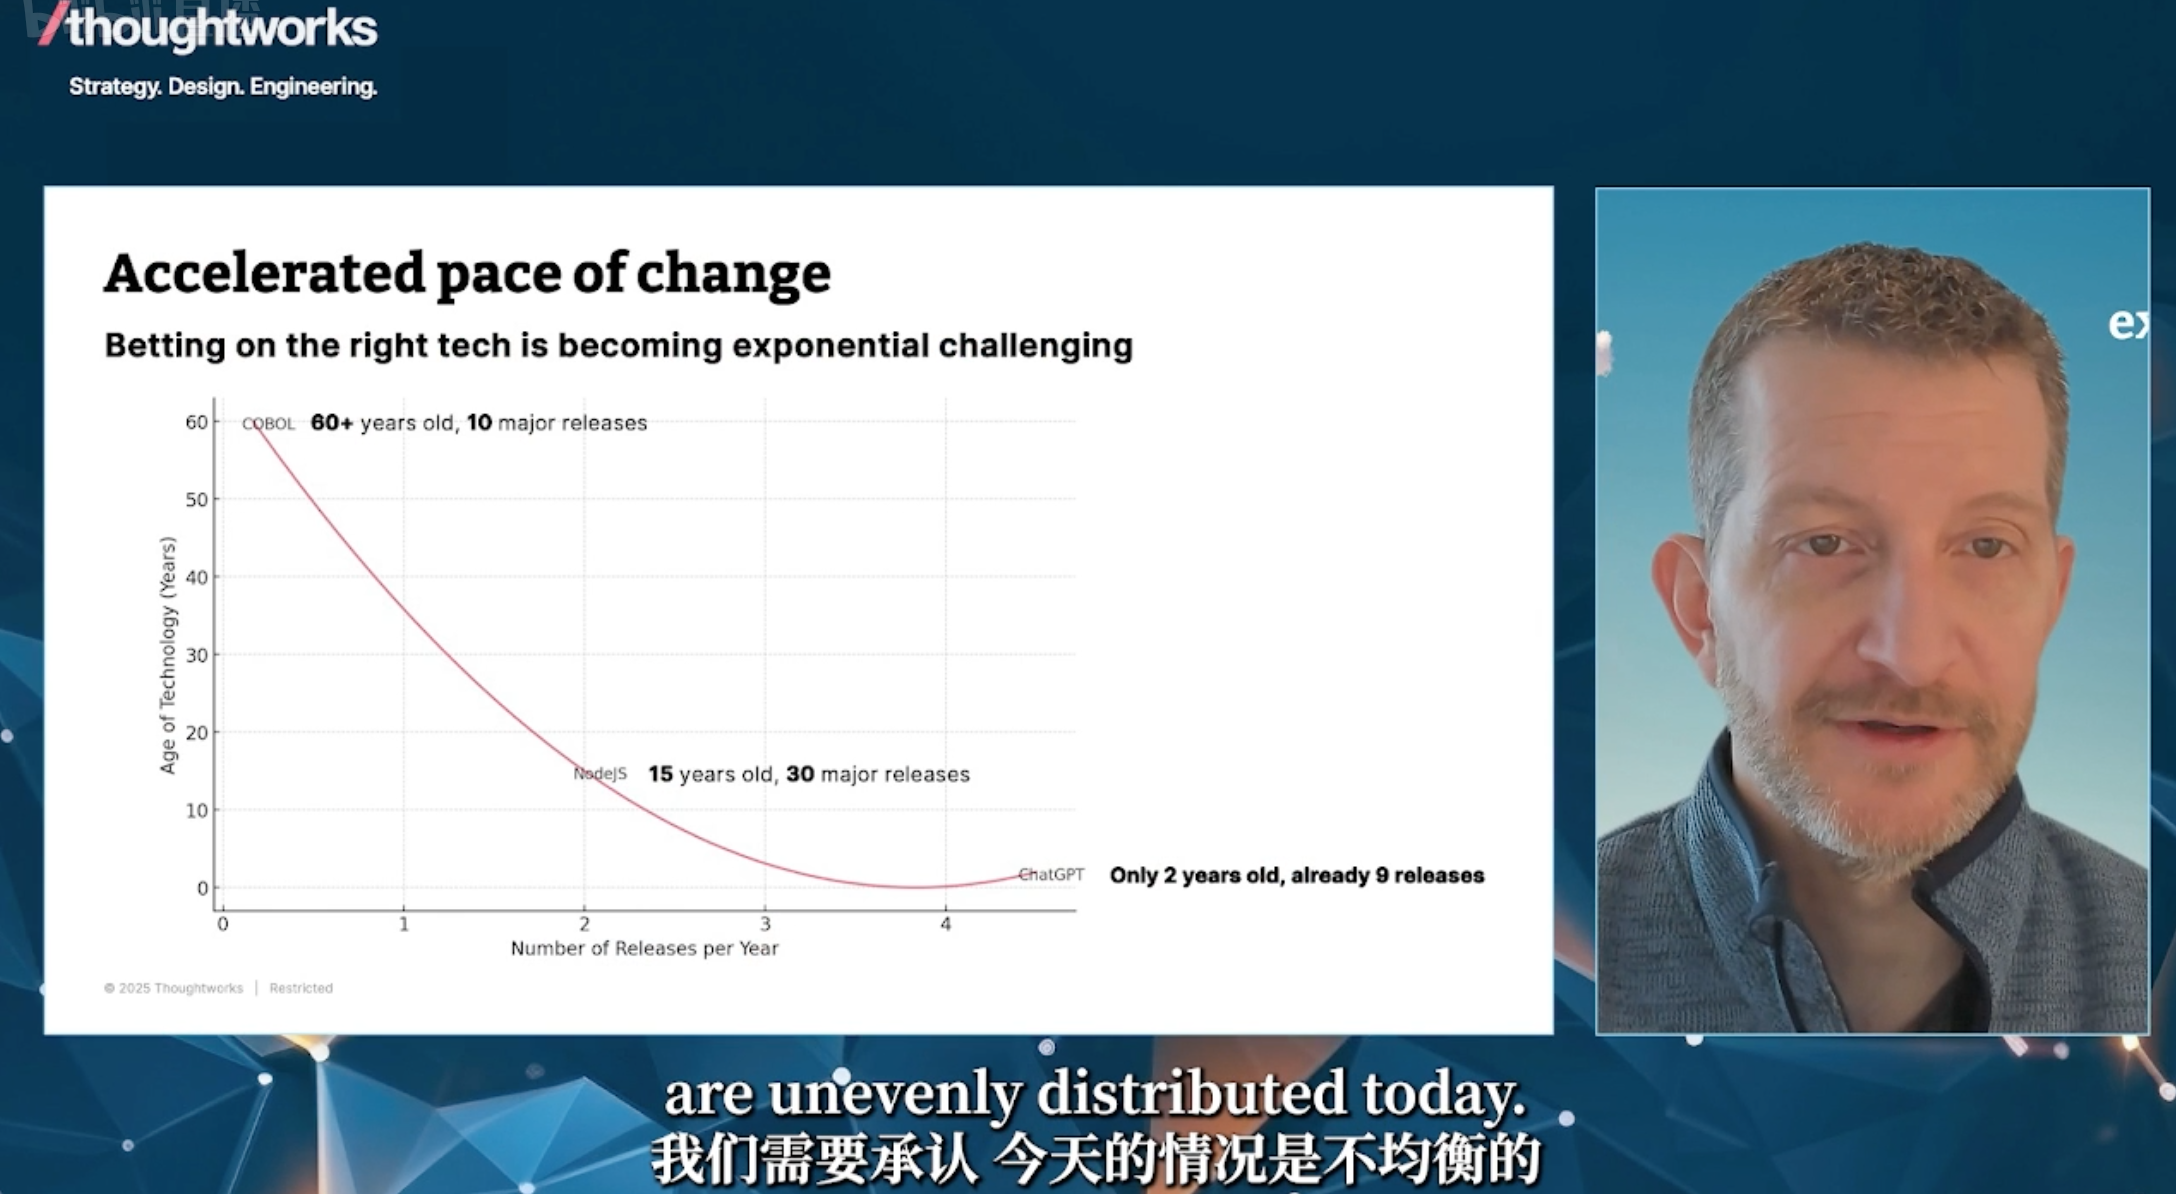 /thoughtworks
Strategy. Design. Engineering.
Accelerated pace of change
Betting on the right tech is becoming exponential challenging
60
COBOL 60+ years old, 10 major releases
50
40
30
20
NodeJS 15 years old, 30 major releases
10
ChatGPT Only 2 years old, already 9 releases
0
Age of Technology (Years)
0 1 2 3 4
Number of Releases per Year
© 2025 Thoughtworks | Restricted
ex
are unevenly distributed today.
我们需要承认 今天的情况是不均衡的